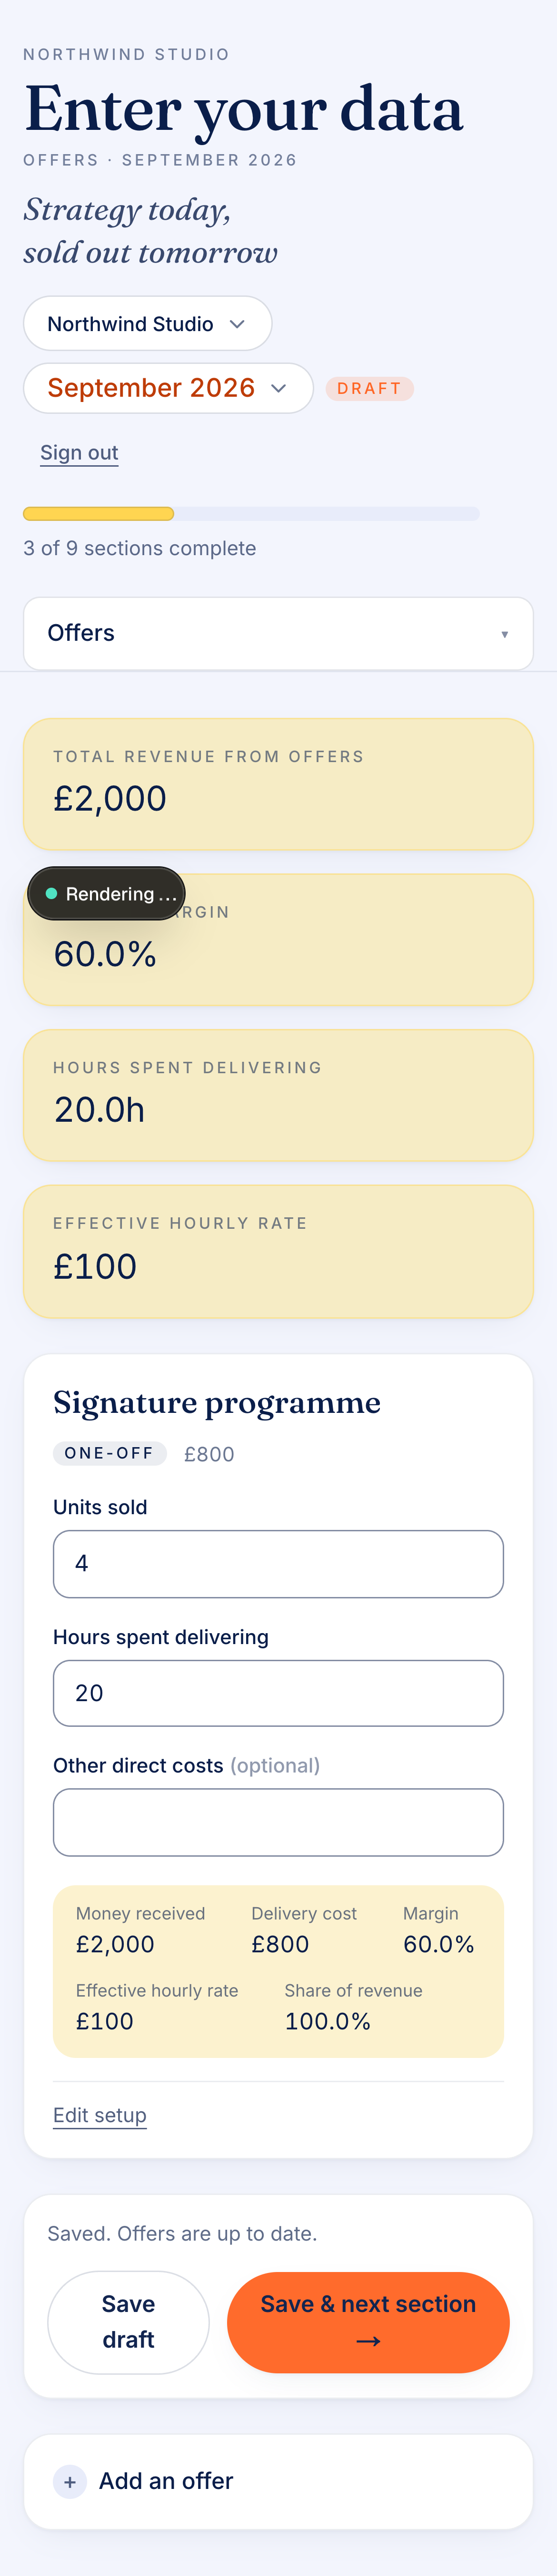 NORTHWIND STUDIO
Enter your data
OFFERS · SEPTEMBER 2026
Strategy today,
sold out tomorrow
Northwind Studio
September 2026 DRAFT
Sign out
3 of 9 sections complete
Offers
TOTAL REVENUE FROM OFFERS
£2,000
Rendering ...
60.0%
HOURS SPENT DELIVERING
20.0h
EFFECTIVE HOURLY RATE
£100
Signature programme
ONE-OFF £800
Units sold
4
Hours spent delivering
20
Other direct costs (optional)
Money received Delivery cost Margin
£2,000 £800 60.0%
Effective hourly rate Share of revenue
£100 100.0%
Edit setup
Saved. Offers are up to date.
Save draft
Save & next section →
+ Add an offer